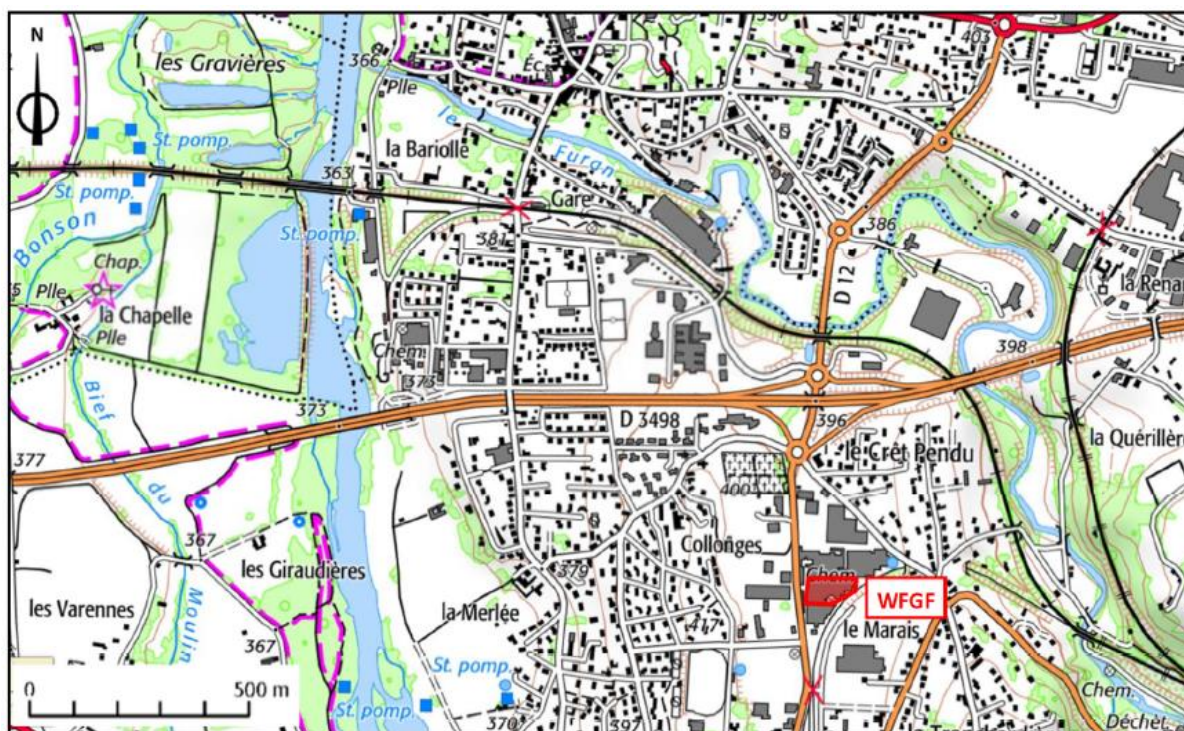 N
les Gravières
366
Plle
Éc.
390
403
le
Furan
St. pomp.
la Bariolle
363
Gare
386
St. pomp.
Bonson
St. pomp.
381
D 12
Chap.
Plle
la Chapelle
Plle
Chem.
373
398
Bief
373
D 3498
396
le Crêt Pendu
la Quérillère
377
400
du
367
Collonges
Chem.
les Giraudières
379
WFGF
les Varennes
la Merlée
417
le Marais
Moulin
367
St. pomp.
0 500 m
St. pomp.
370
397
Chem.
Déchèt.